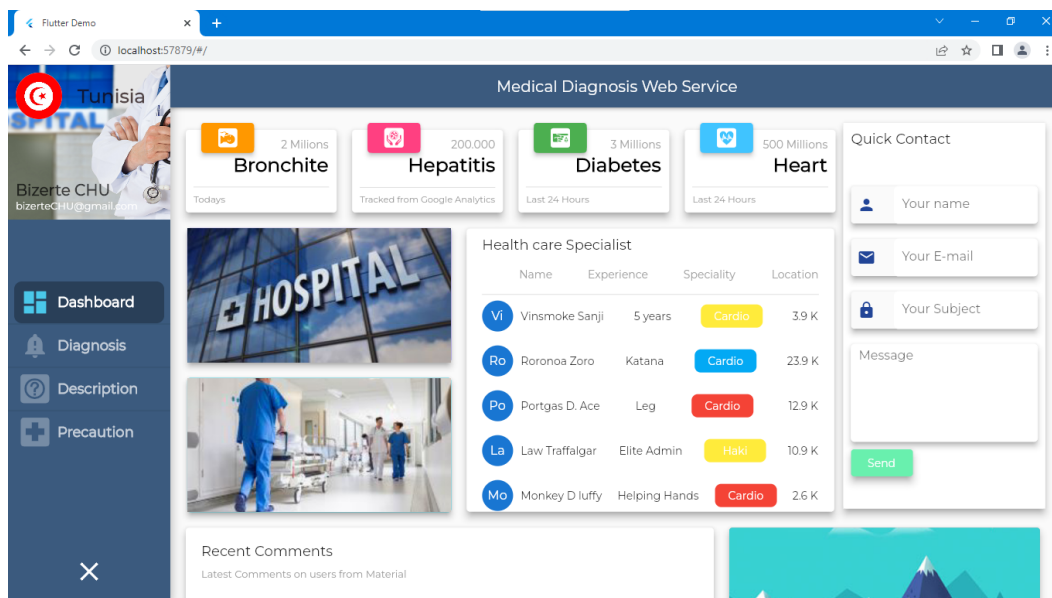 Flutter Demo
localhost:57879/#/
Medical Diagnosis Web Service
Tunisia
SPITAL
Bizerte CHU
bizerteCHU@gmail.com
Dashboard
Diagnosis
Description
Precaution
2 Milions
Bronchite
Todays
200.000
Hepatitis
Tracked from Google Analytics
3 Millions
Diabetes
Last 24 Hours
500 Millions
Heart
Last 24 Hours
HOSPITAL
Health care Specialist
Name Experience Speciality Location
Vi Vinsmoke Sanji 5 years Cardio 3.9 K
Ro Roronoa Zoro Katana Cardio 23.9 K
Po Portgas D. Ace Leg Cardio 12.9 K
La Law Traffalgar Elite Admin Haki 10.9 K
Mo Monkey D luffy Helping Hands Cardio 2.6 K
Quick Contact
Your name
Your E-mail
Your Subject
Message
Send
Recent Comments
Latest Comments on users from Material